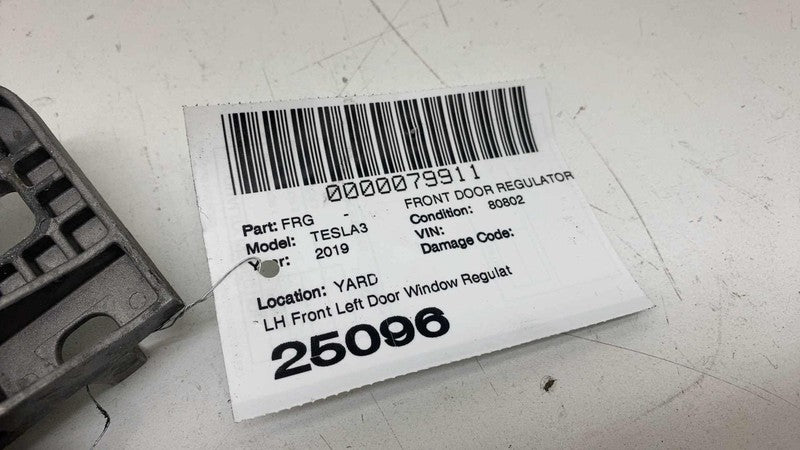 0000079911
Part: FRG - FRONT DOOR REGULATOR
Model: TESLA3 Condition: 80802
Year: 2019 VIN:
Damage Code:
Location: YARD
LH Front Left Door Window Regulat
25096